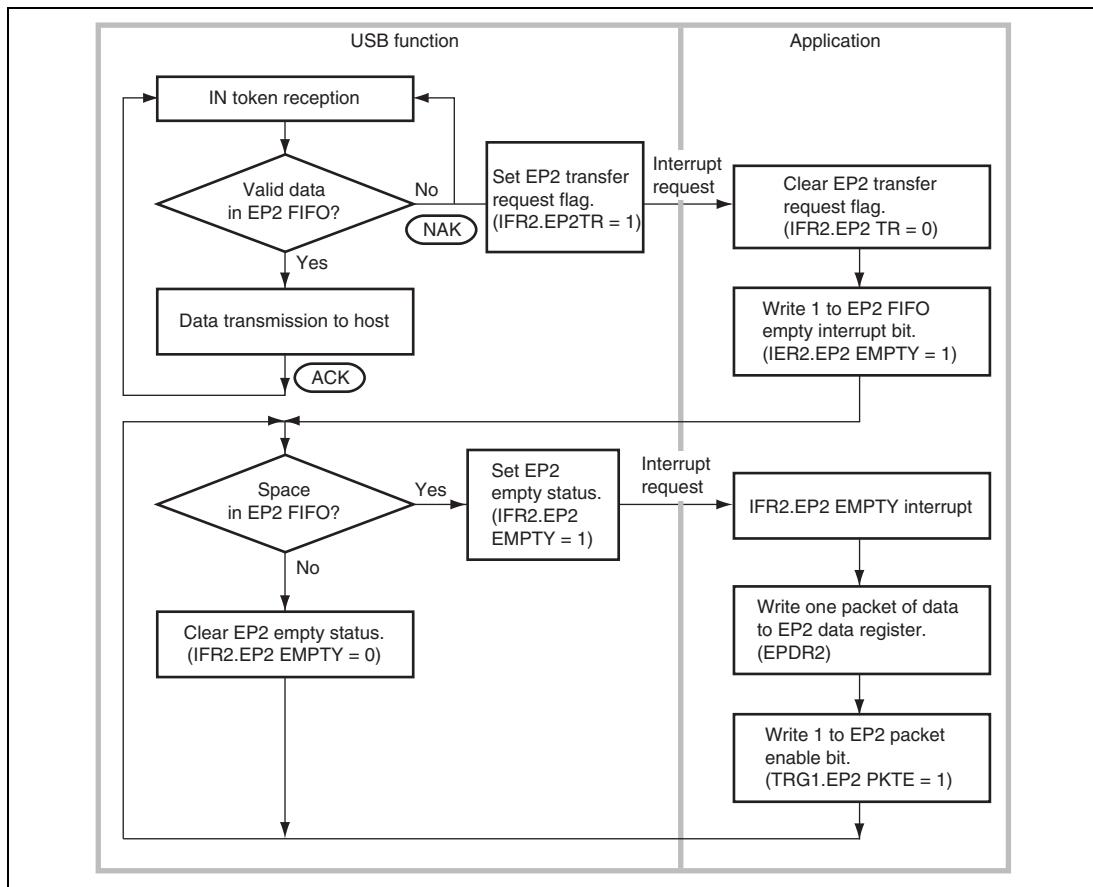 USB function
Application
IN token reception
Valid data
in EP2 FIFO?
No
NAK
Yes
Set EP2 transfer
request flag.
(IFR2.EP2TR = 1)
Interrupt
request
Clear EP2 transfer
request flag.
(IFR2.EP2 TR = 0)
Data transmission to host
ACK
Write 1 to EP2 FIFO
empty interrupt bit.
(IER2.EP2 EMPTY = 1)
Space
in EP2 FIFO?
Yes
No
Set EP2
empty status.
(IFR2.EP2
EMPTY = 1)
Interrupt
request
IFR2.EP2 EMPTY interrupt
Clear EP2 empty status.
(IFR2.EP2 EMPTY = 0)
Write one packet of data
to EP2 data register.
(EPDR2)
Write 1 to EP2 packet
enable bit.
(TRG1.EP2 PKTE = 1)